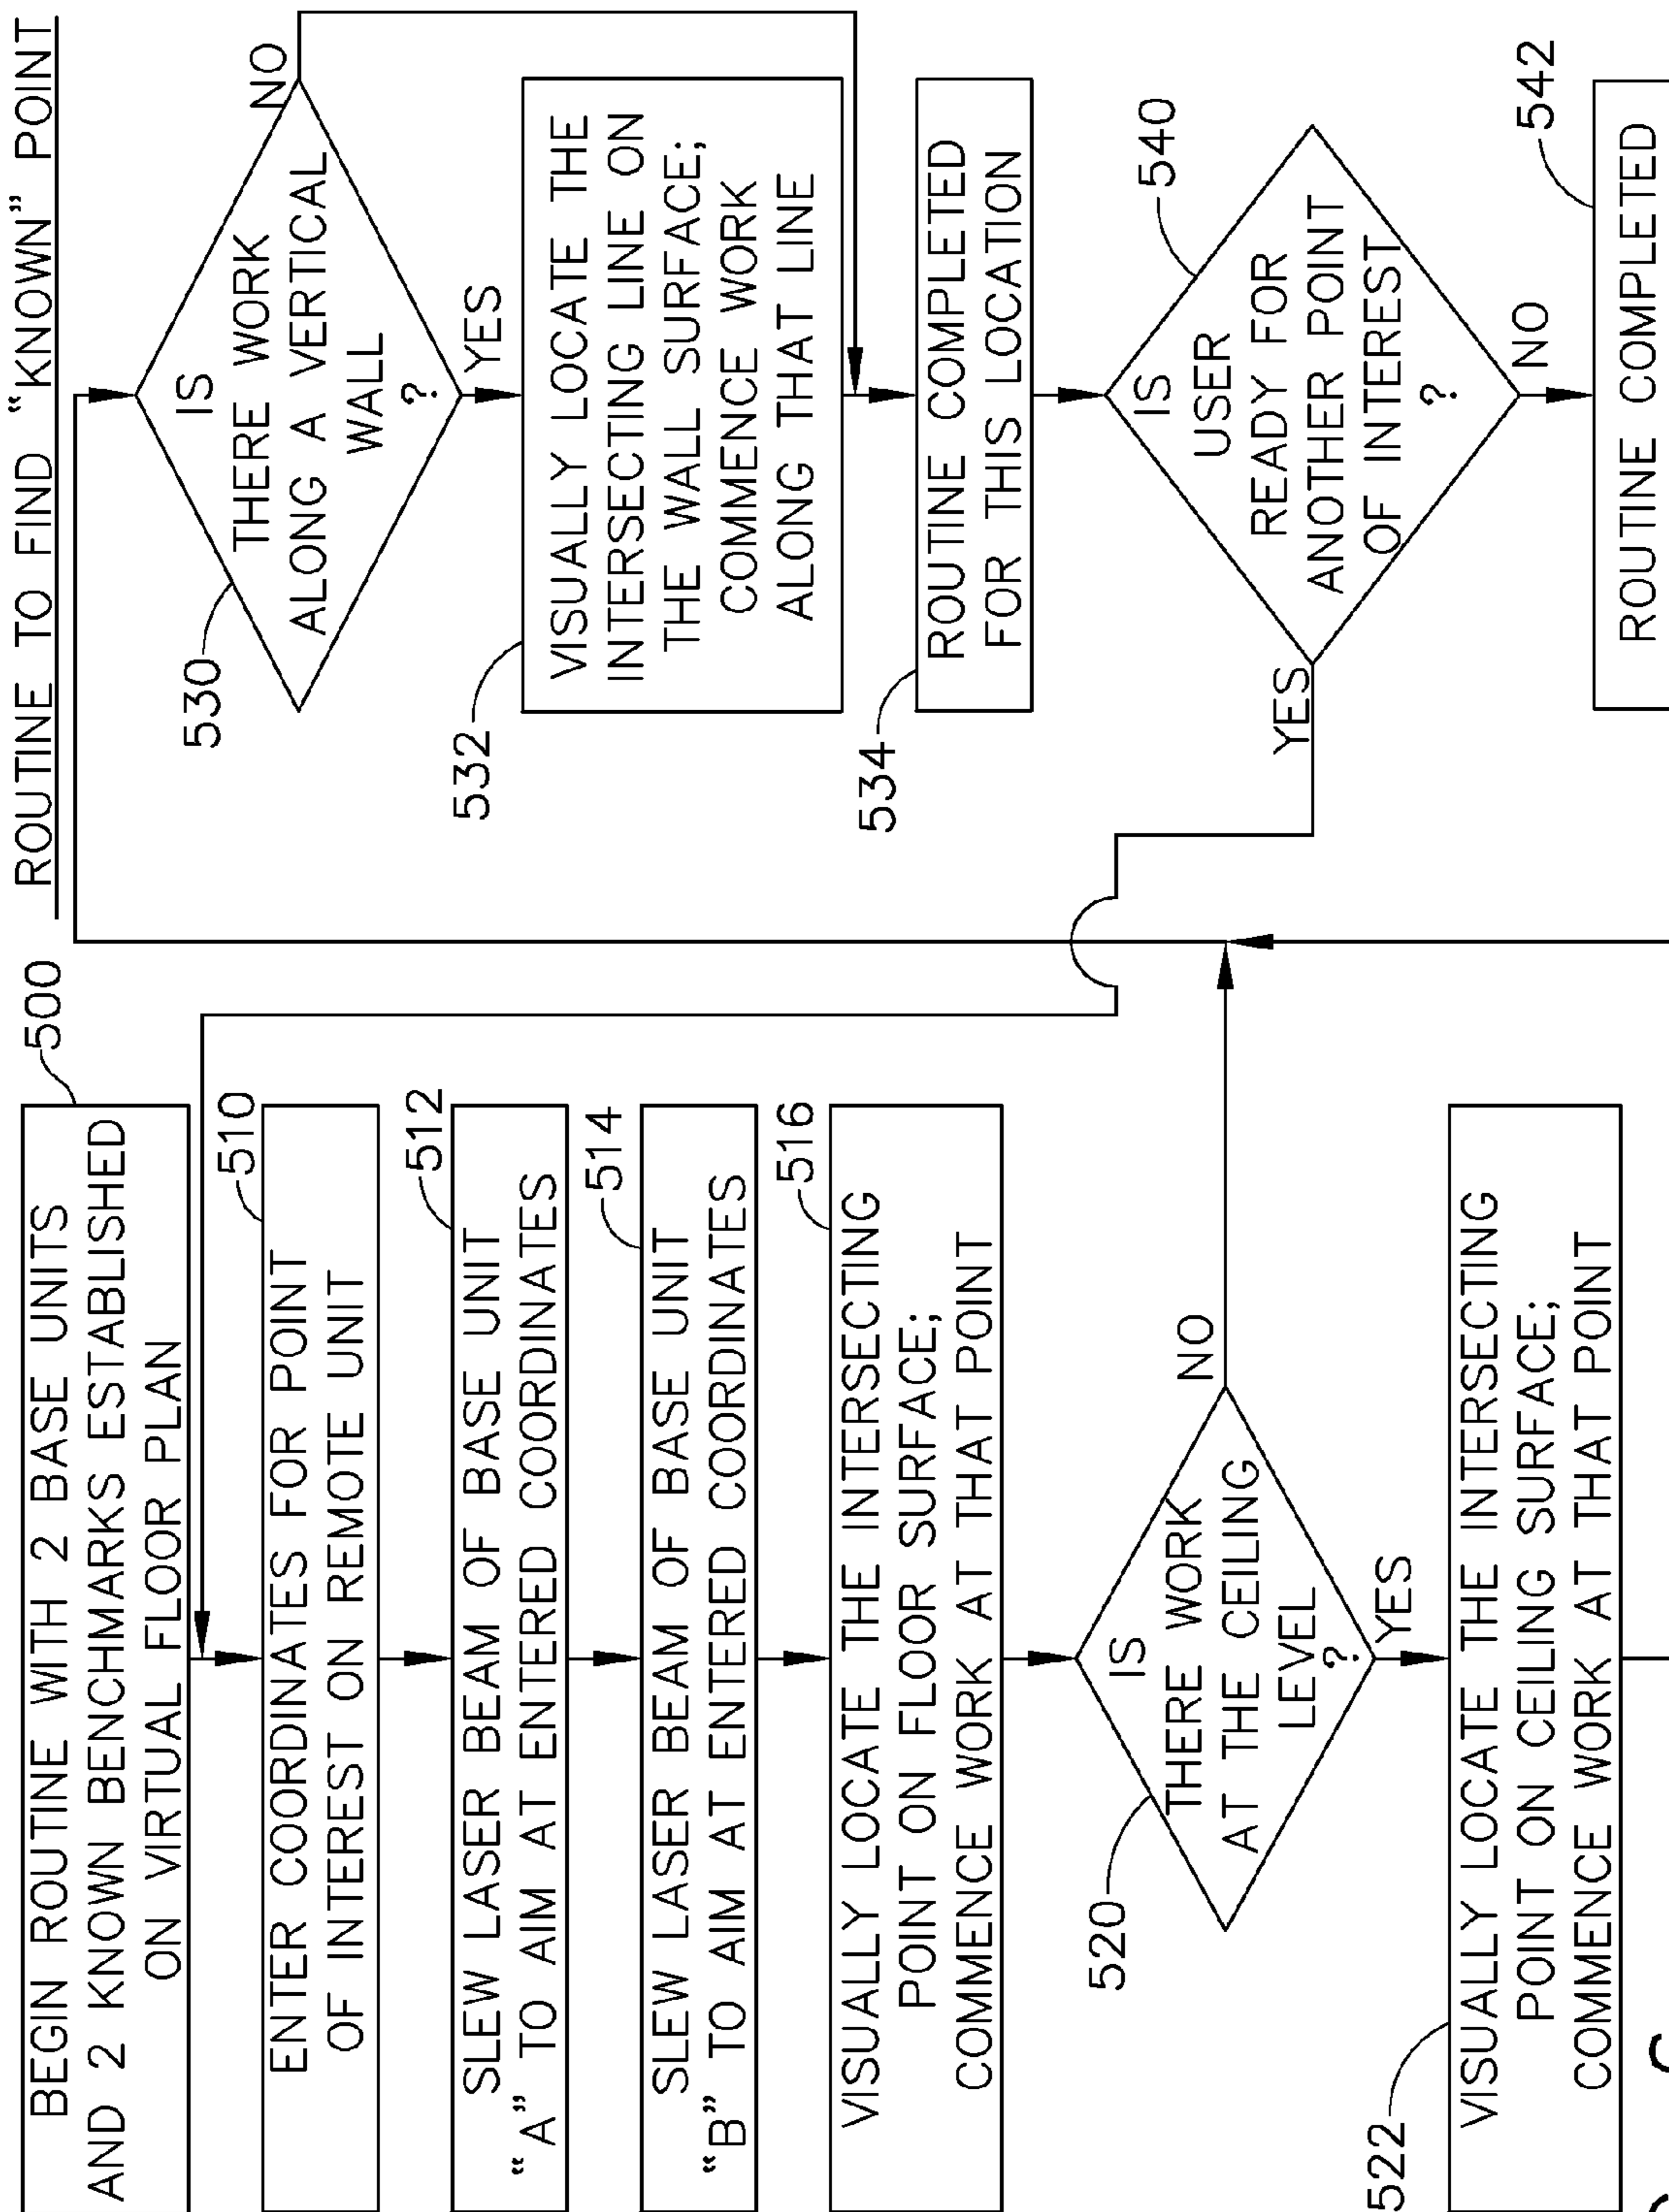 ROUTINE TO FIND “KNOWN” POINT
500
BEGIN ROUTINE WITH 2 BASE UNITS
AND 2 KNOWN BENCHMARKS ESTABLISHED
ON VIRTUAL FLOOR PLAN
510
ENTER COORDINATES FOR POINT
OF INTEREST ON REMOTE UNIT
512
SLEW LASER BEAM OF BASE UNIT
“A” TO AIM AT ENTERED COORDINATES
514
SLEW LASER BEAM OF BASE UNIT
“B” TO AIM AT ENTERED COORDINATES
516
VISUALLY LOCATE THE INTERSECTING
POINT ON FLOOR SURFACE;
COMMENCE WORK AT THAT POINT
520
IS
THERE WORK
AT THE CEILING
LEVEL
?
NO
YES
522
VISUALLY LOCATE THE INTERSECTING
POINT ON CEILING SURFACE;
COMMENCE WORK AT THAT POINT
530
IS
THERE WORK
ALONG A VERTICAL
WALL
?
NO
YES
532
VISUALLY LOCATE THE
INTERSECTING LINE ON
THE WALL SURFACE;
COMMENCE WORK
ALONG THAT LINE
534
ROUTINE COMPLETED
FOR THIS LOCATION
540
IS
USER
READY FOR
ANOTHER POINT
OF INTEREST
?
YES
NO
542
ROUTINE COMPLETED